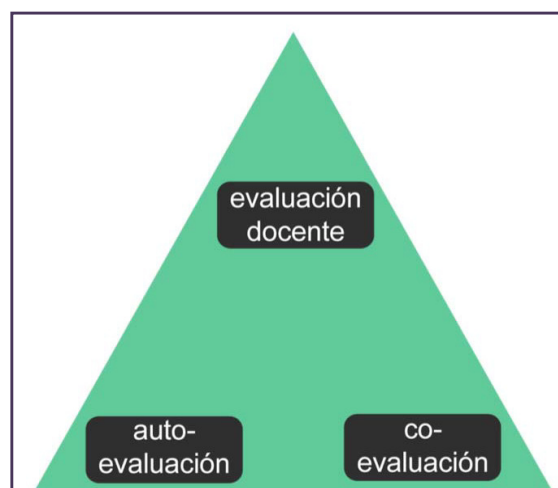 evaluación
docente
auto-
evaluación
co-
evaluación